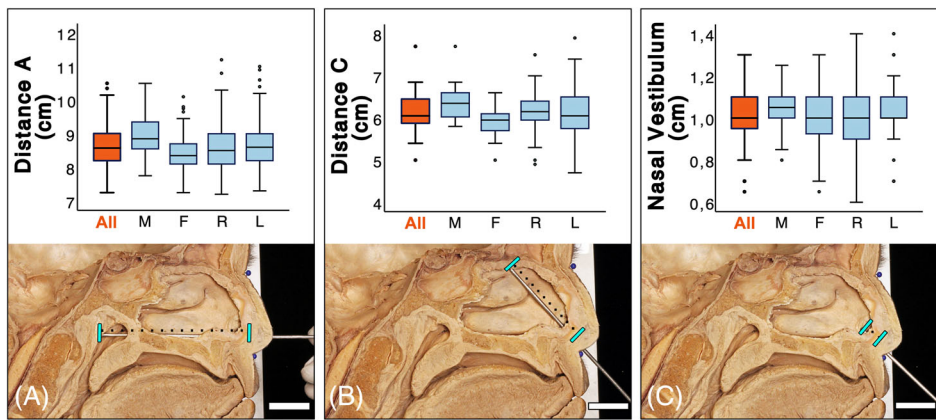 Distance A
(cm)
12
11
10
9
8
7
All M F R L
(A)
Distance C
(cm)
8
7
6
5
4
All M F R L
(B)
Nasal Vestibulum
(cm)
1,4
1,2
1,0
0,8
0,6
All M F R L
(C)